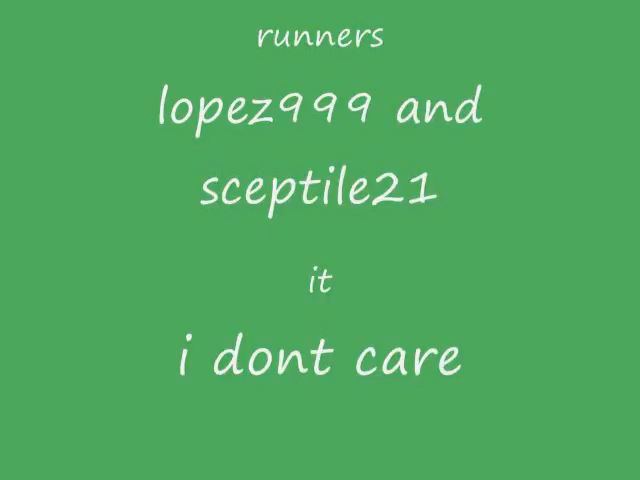 runners
lopez999 and
sceptile21
it
i dont care